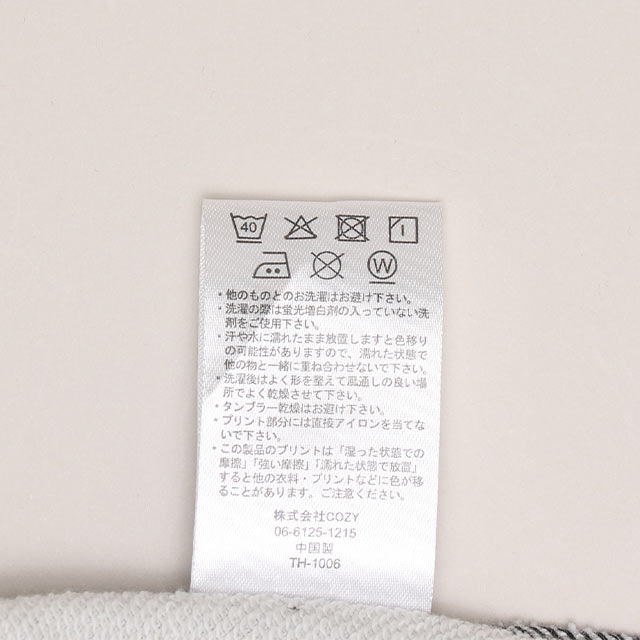 40
W
・他のものとのお洗濯はお避け下さい。
・洗濯の際は蛍光増白剤の入っていない洗
剤をご使用下さい。
・汗や水に濡れたまま放置しますと色移り
の可能性がありますので、濡れた状態で
他の物と一緒に重ね合わせないで下さい。
・洗濯後はよく形を整えて風通しの良い場
所でよく乾燥させて下さい。
・タンブラー乾燥はお避け下さい。
・プリント部分には直接アイロンを当てな
いで下さい。
・この製品のプリントは「湿った状態での
摩擦」「強い摩擦」「濡れた状態で放置」
すると他の衣料・プリントなどに色が移
ることがあります。ご注意ください。
株式会社COZY
06-6125-1215
中国製
TH-1006